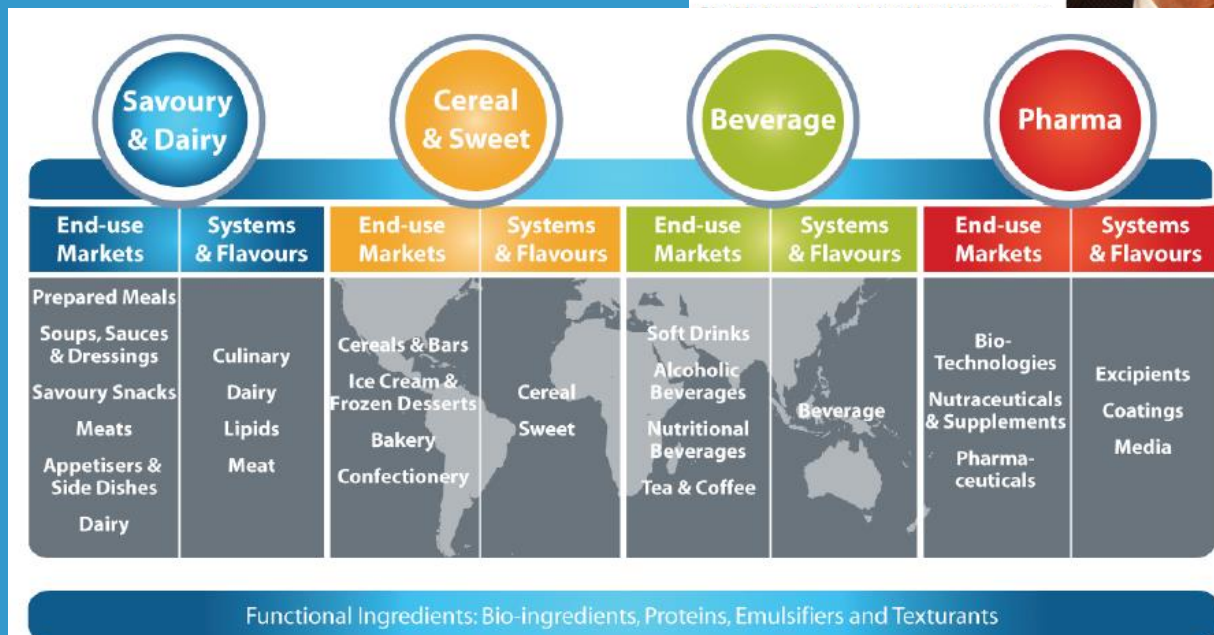 Savoury
& Dairy
Cereal
& Sweet
Beverage
Pharma
End-use
Markets
Systems
& Flavours
End-use
Markets
Systems
& Flavours
End-use
Markets
Systems
& Flavours
End-use
Markets
Systems
& Flavours
Prepared Meals
Soups, Sauces
& Dressings
Savoury Snacks
Meats
Appetisers &
Side Dishes
Dairy
Culinary
Dairy
Lipids
Meat
Cereals & Bars
Ice Cream &
Frozen Desserts
Bakery
Confectionery
Cereal
Sweet
Soft Drinks
Alcoholic
Beverages
Nutritional
Beverages
Tea & Coffee
Beverage
Bio-
Technologies
Nutraceuticals
& Supplements
Pharma-
ceuticals
Excipients
Coatings
Media
Functional Ingredients: Bio-ingredients, Proteins, Emulsifiers and Texturants